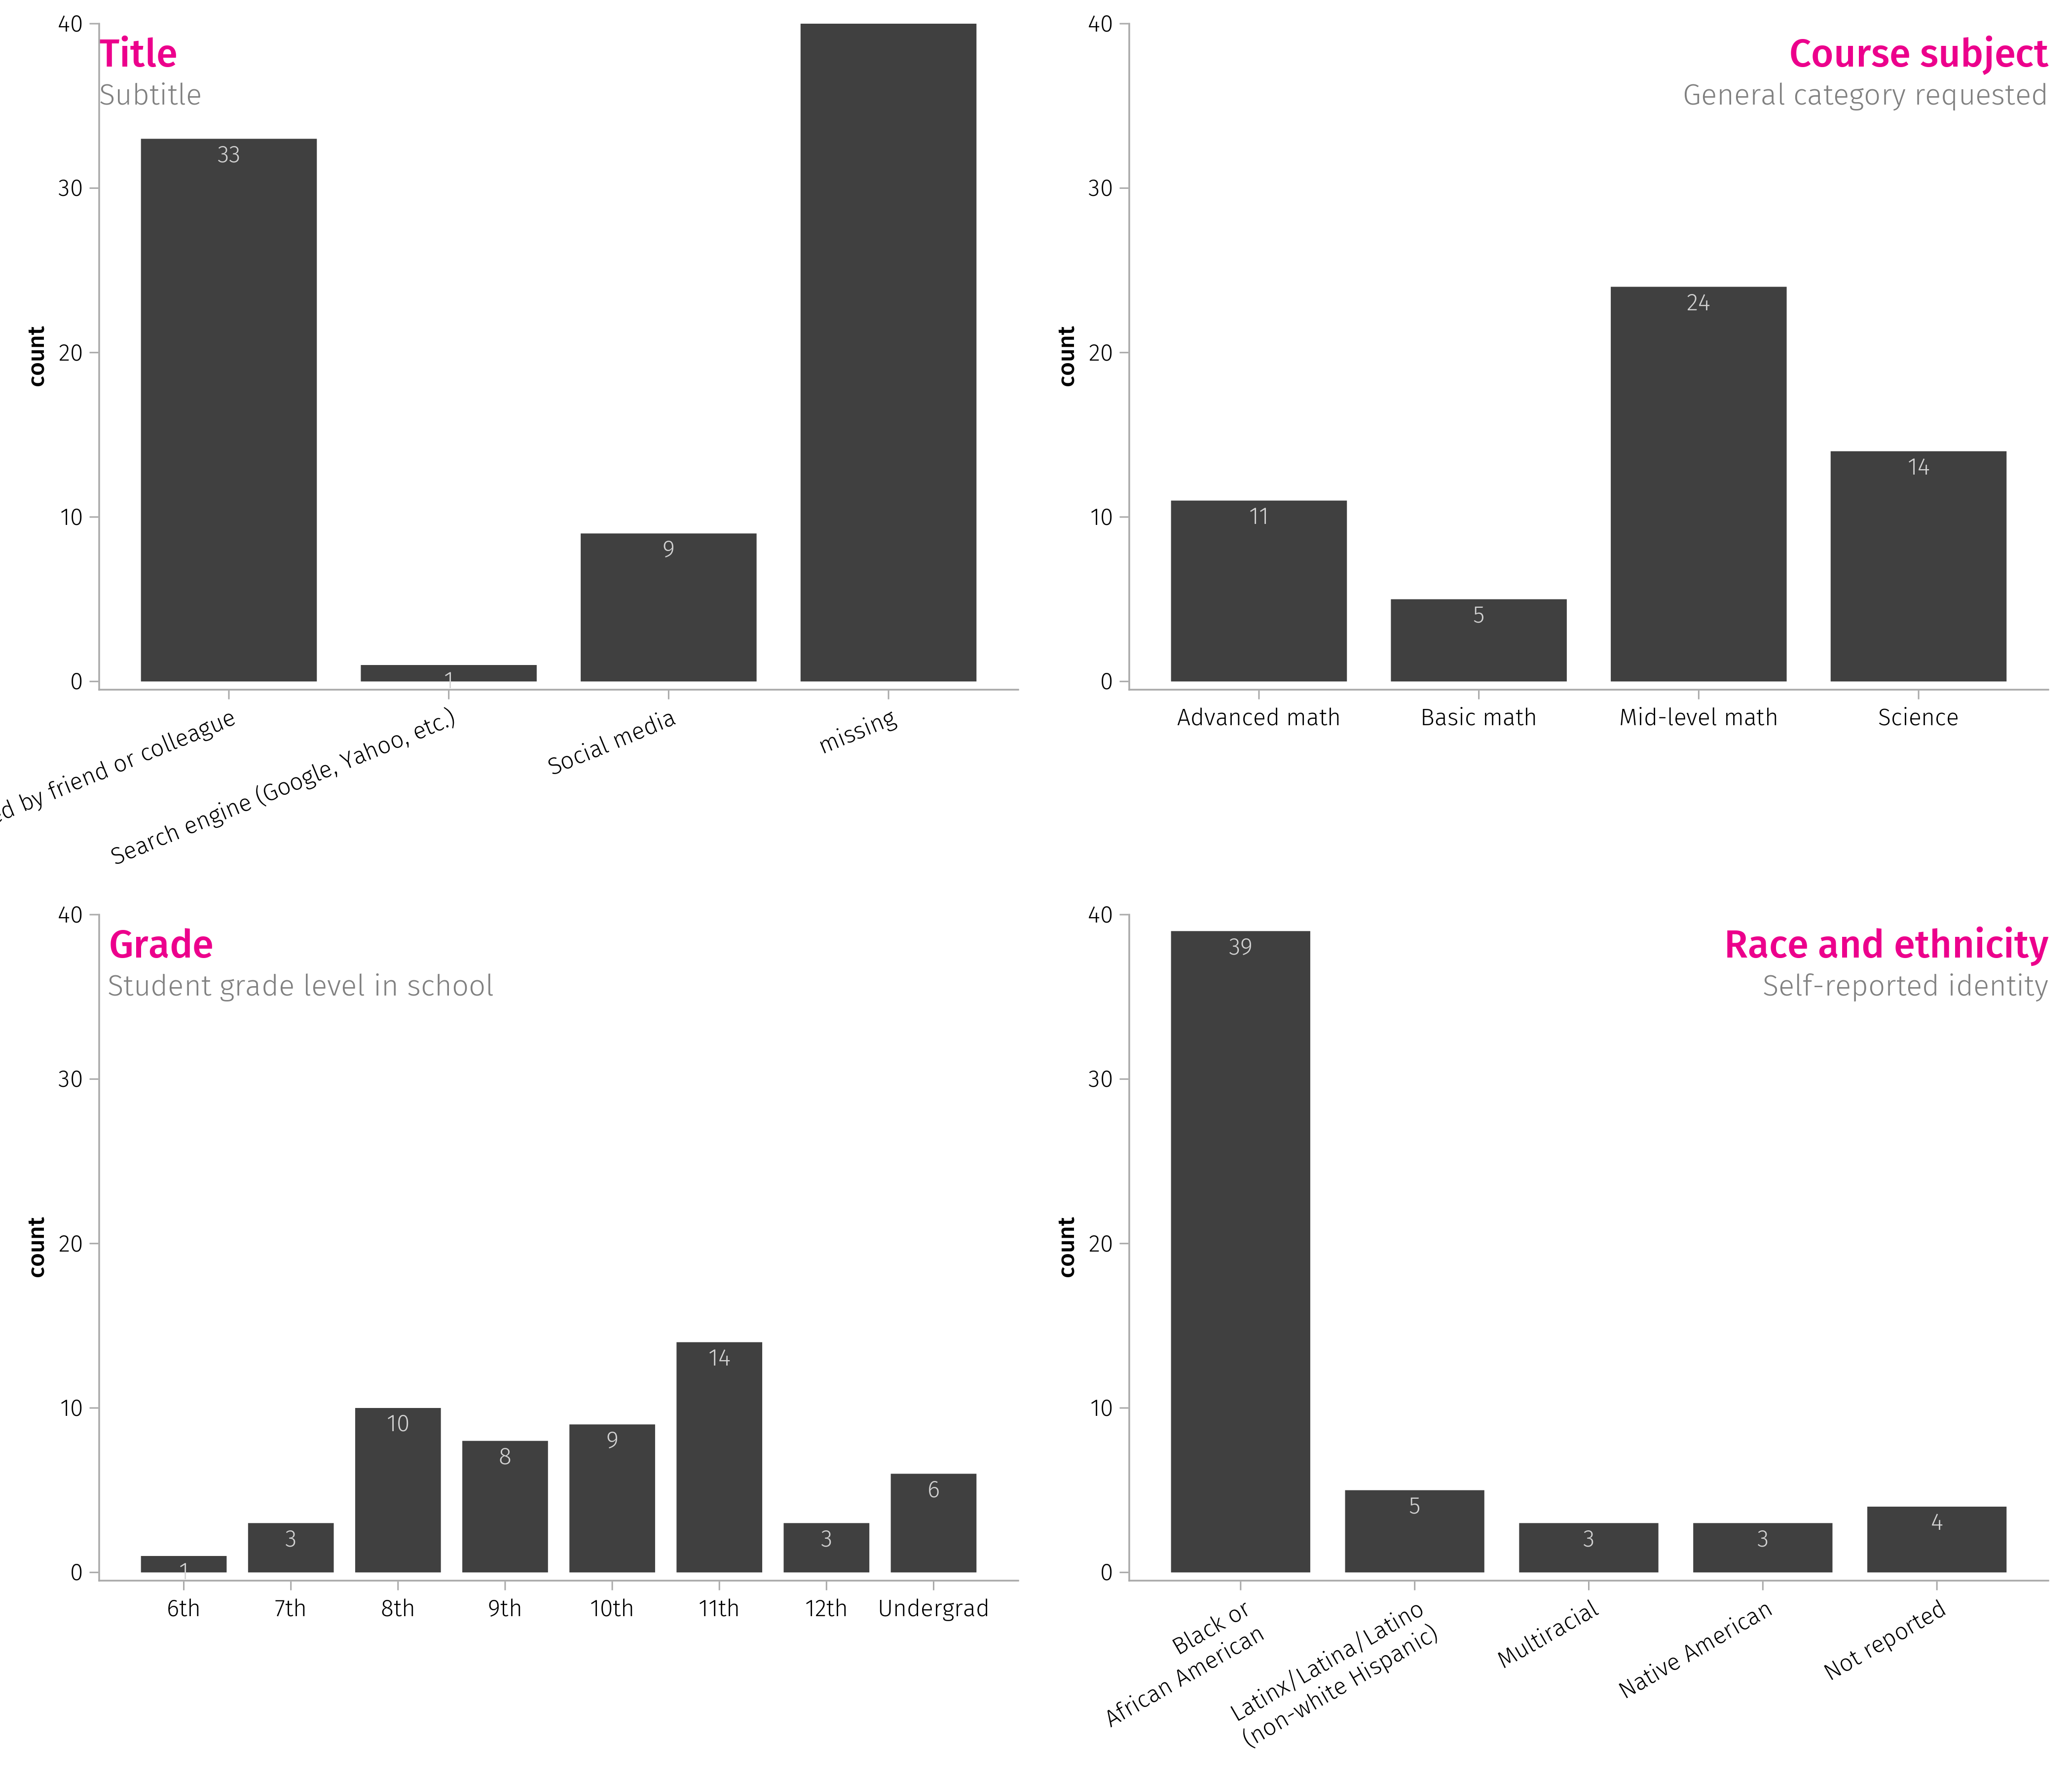 Title
Subtitle
40
30
20
10
0
count
33
1
9
by friend or colleague
Search engine (Google, Yahoo, etc.)
Social media
missing
Course subject
General category requested
40
30
20
10
0
count
11
5
24
14
Advanced math
Basic math
Mid-level math
Science
Grade
Student grade level in school
40
30
20
10
0
count
1
3
10
8
9
14
3
6
6th
7th
8th
9th
10th
11th
12th
Undergrad
Race and ethnicity
Self-reported identity
40
30
20
10
0
count
39
5
3
3
4
Black or
African American
Latinx/Latina/Latino
(non-white Hispanic)
Multiracial
Native American
Not reported